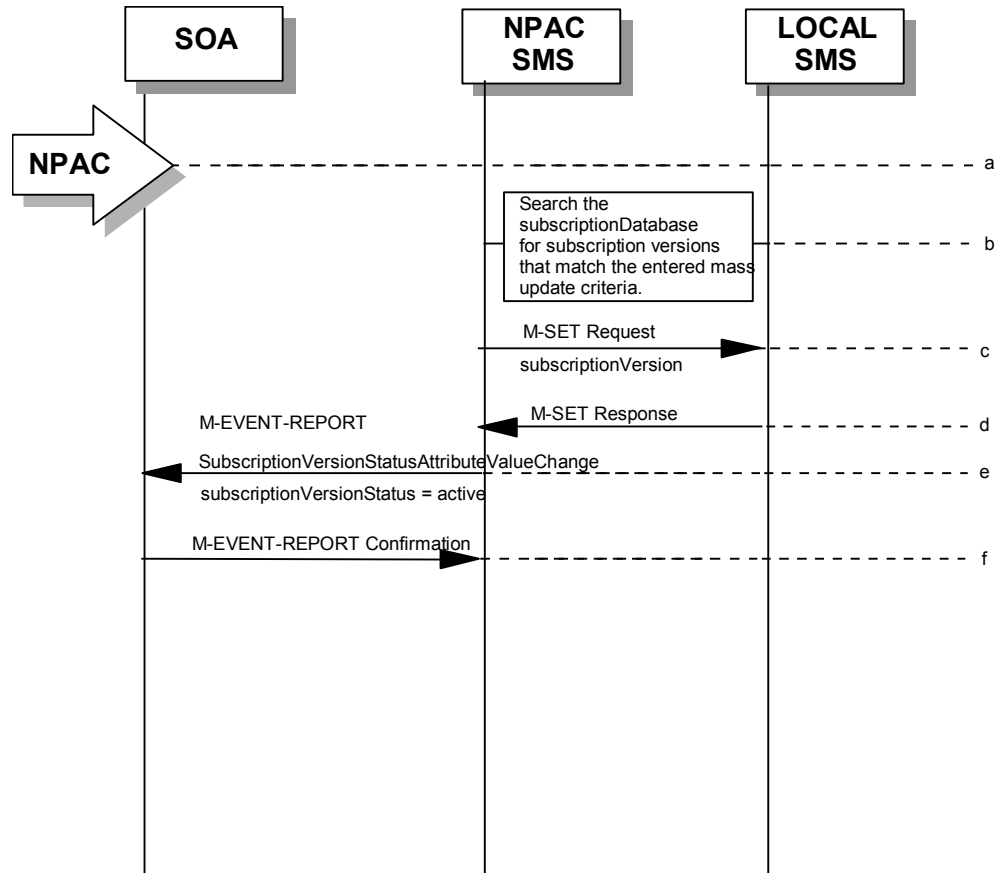 SOA
NPAC
SMS
LOCAL
SMS
NPAC
a
Search the
subscriptionDatabase
for subscription versions
that match the entered mass
update criteria.
b
M-SET Request
subscriptionVersion
c
M-SET Response
d
M-EVENT-REPORT
SubscriptionVersionStatusAttributeValueChange
subscriptionVersionStatus = active
e
M-EVENT-REPORT Confirmation
f